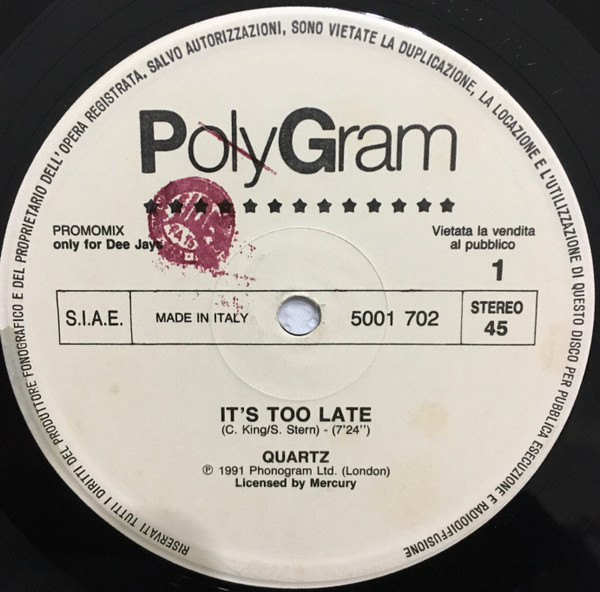 RISERVATI TUTTI I DIRITTI DEL PRODUTTORE FONOGRAFICO E DEL PROPRIETARIO DELL'OPERA REGISTRATA, SALVO AUTORIZZAZIONI, SONO VIETATE LA DUPLICAZIONE, LA LOCAZIONE E L'UTILIZZAZIONE DI QUESTO DISCO PER PUBBLICA ESECUZIONE E RADIODIFFUSIONE
PolyGram
PROMOMIX
only for Dee Jays
Vietata la vendita
al pubblico
1
S.I.A.E.
MADE IN ITALY
5001 702
STEREO
45
IT'S TOO LATE
(C. King/S. Stern) - (7'24'')
QUARTZ
℗ 1991 Phonogram Ltd. (London)
Licensed by Mercury